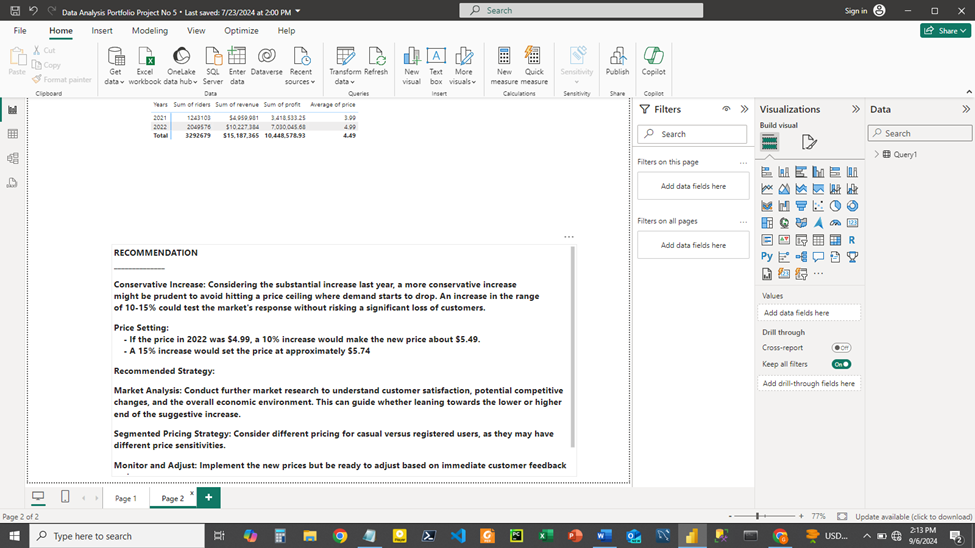 Data Analysis Portfolio Project No 5 • Last saved: 7/23/2024 at 2:00 PM
Search
Sign in
File Home Insert Modeling View Optimize Help
Share
Paste
Cut
Copy
Format painter
Get data
Excel workbook
OneLake data hub
SQL Server
Enter data
Dataverse
Recent sources
Transform data
Refresh
New visual
Text box
More visuals
New measure
Quick measure
Sensitivity
Publish
Copilot
Clipboard Data Queries Insert Calculations Sensitivity Share Copilot
Years Sum of riders Sum of revenue Sum of profit Average of price
2021 1243103 $4,959,981 3,418,533.25 3.99
2022 2049576 $10,227,384 7,030,045.68 4.99
Total 3292679 $15,187,365 10,448,578.93 4.49
RECOMMENDATION
_______________
Conservative Increase: Considering the substantial increase last year, a more conservative increase
might be prudent to avoid hitting a price ceiling where demand starts to drop. An increase in the range
of 10-15% could test the market's response without risking a significant loss of customers.
Price Setting:
- If the price in 2022 was $4.99, a 10% increase would make the new price about $5.49.
- A 15% increase would set the price at approximately $5.74
Recommended Strategy:
Market Analysis: Conduct further market research to understand customer satisfaction, potential competitive
changes, and the overall economic environment. This can guide whether leaning towards the lower or higher
end of the suggestive increase.
Segmented Pricing Strategy: Consider different pricing for casual versus registered users, as they may have
different price sensitivities.
Monitor and Adjust: Implement the new prices but be ready to adjust based on immediate customer feedback
Filters
Search
Filters on this page
Add data fields here
Filters on all pages
Add data fields here
Visualizations
Build visual
R
Py
Values
Add data fields here
Drill through
Cross-report
Off
Keep all filters
On
Add drill-through fields here
Data
Search
Query1
Page 1
Page 2
x
+
Page 2 of 2
- + 77%
Update available (click to download)
Type here to search
USD...
2:13 PM
9/6/2024
2